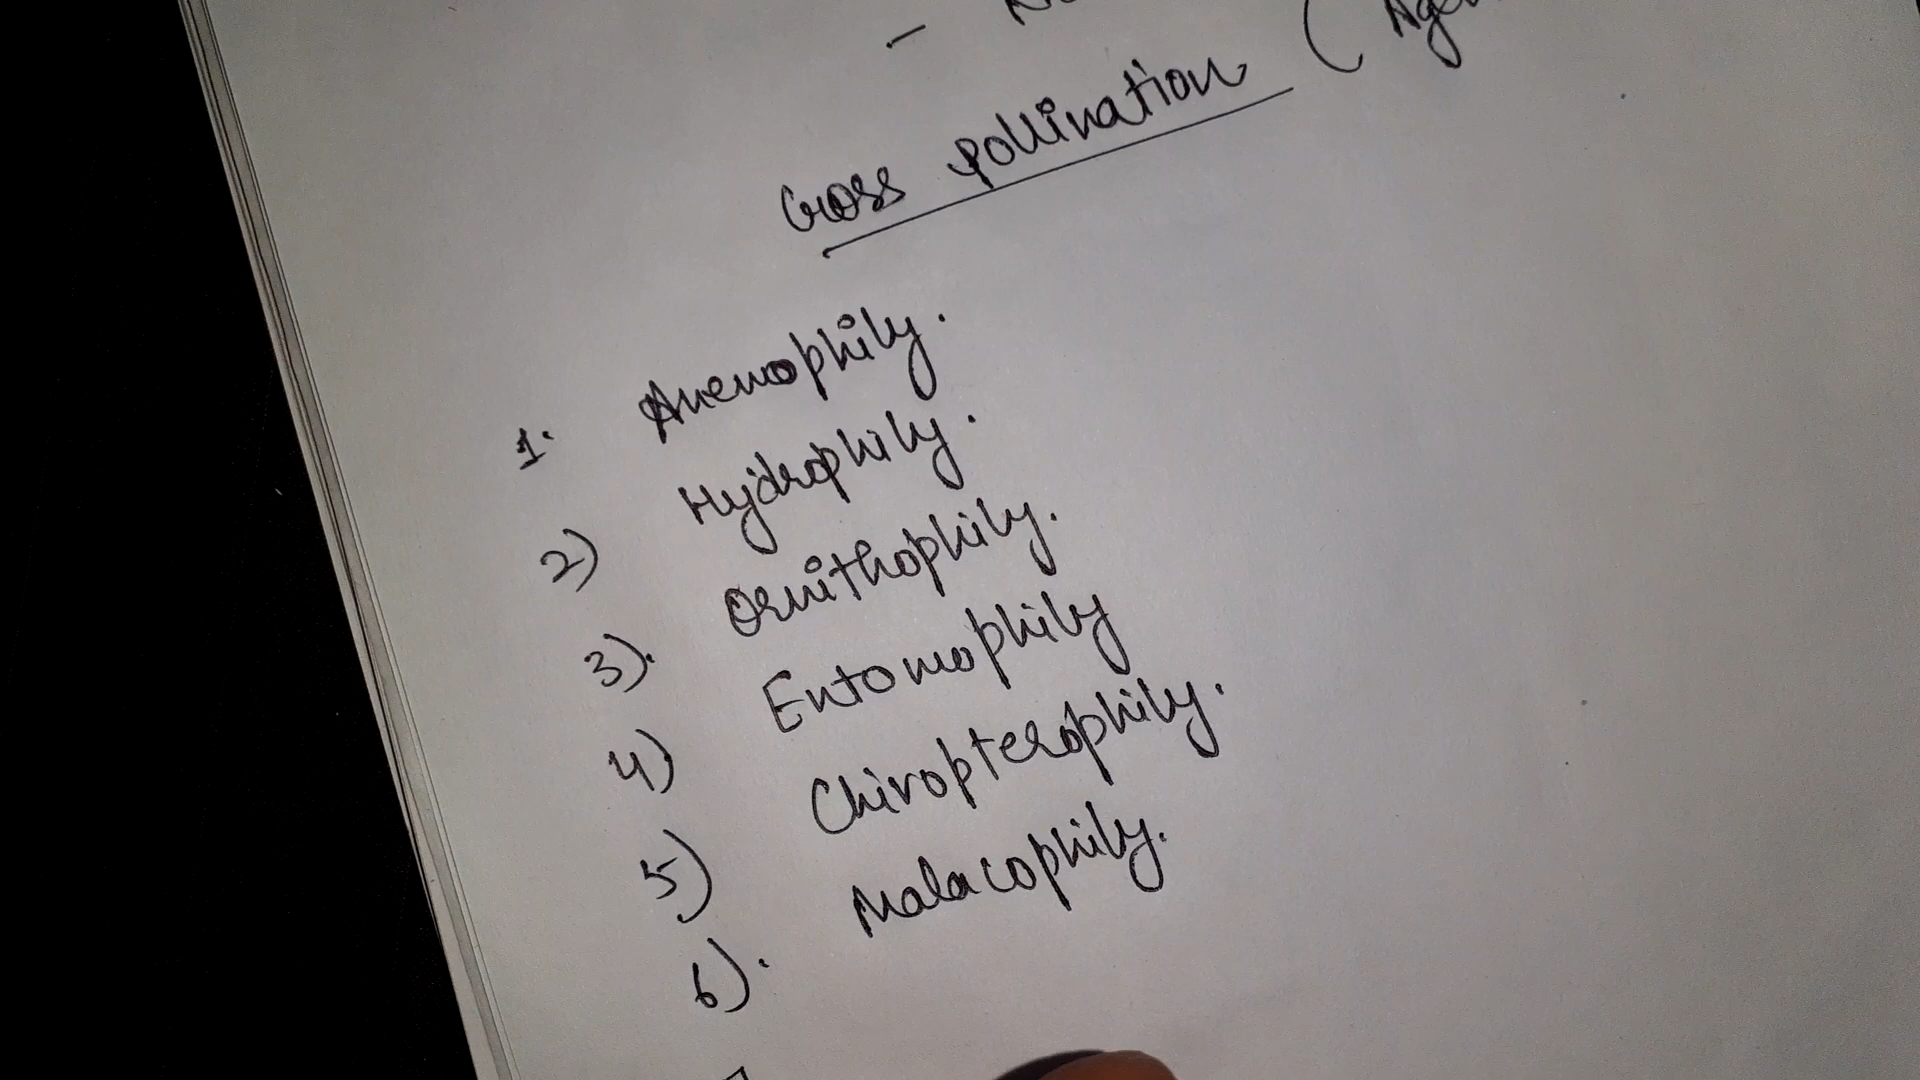 Cross pollination (
1. Anemophily.
2) Hydrophily.
3). Ornithophily.
4) Entomophily
5) Chiropterophily.
6). Malacophily.